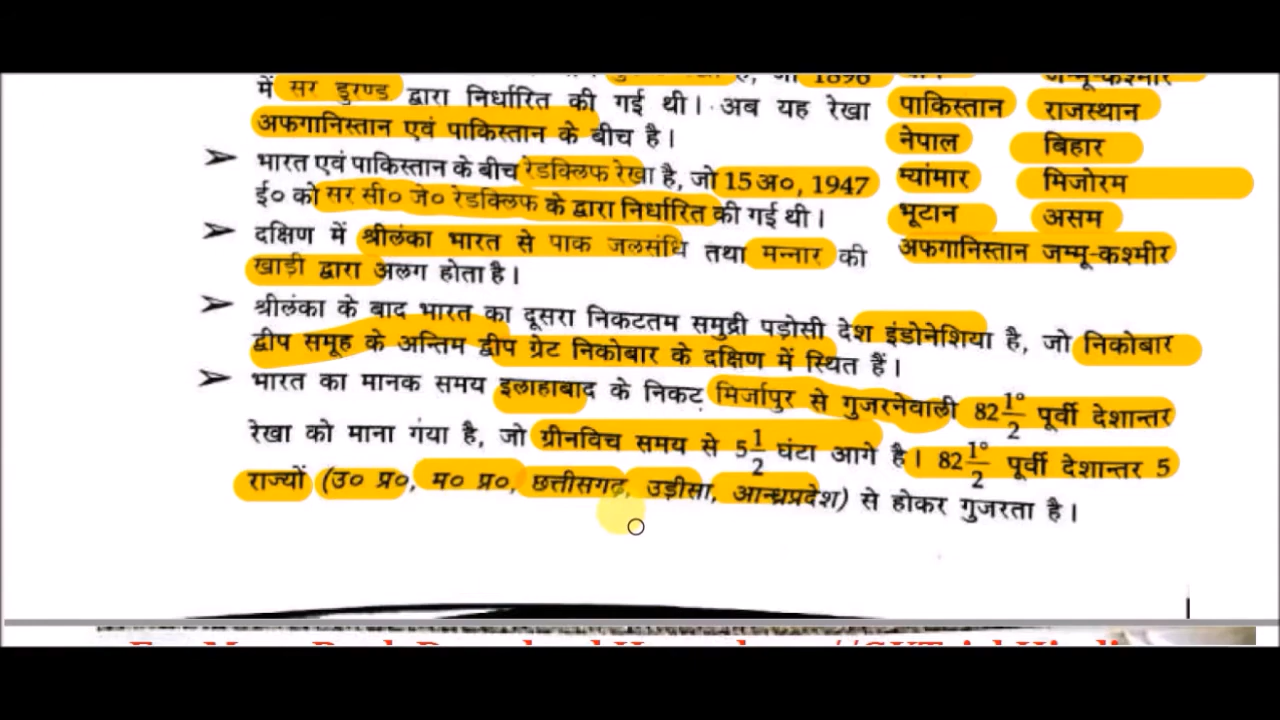 जो 1896
जम्मू-कश्मीर
में सर डुरण्ड द्वारा निर्धारित की गई थी। अब यह रेखा
अफगानिस्तान एवं पाकिस्तान के बीच है।
➤ भारत एवं पाकिस्तान के बीच रेडक्लिफ रेखा है, जो 15 अ०, 1947
ई० को सर सी० जे० रेडक्लिफ के द्वारा निर्धारित की गई थी।
➤ दक्षिण में श्रीलंका भारत से पाक जलसंधि तथा मन्नार की
खाड़ी द्वारा अलग होता है।
पाकिस्तान राजस्थान
नेपाल बिहार
म्यांमार मिजोरम
भूटान असम
अफगानिस्तान जम्मू-कश्मीर
➤ श्रीलंका के बाद भारत का दूसरा निकटतम समुद्री पड़ोसी देश इंडोनेशिया है, जो निकोबार
द्वीप समूह के अन्तिम द्वीप ग्रेट निकोबार के दक्षिण में स्थित हैं।
➤ भारत का मानक समय इलाहाबाद के निकट मिर्जापुर से गुजरनेवाली 82 1/2° पूर्वी देशान्तर
रेखा को माना गया है, जो ग्रीनविच समय से 5 1/2 घंटा आगे है। 82 1/2° पूर्वी देशान्तर 5
राज्यों (उ० प्र०, म० प्र०, छत्तीसगढ़, उड़ीसा, आन्ध्रप्रदेश) से होकर गुजरता है।